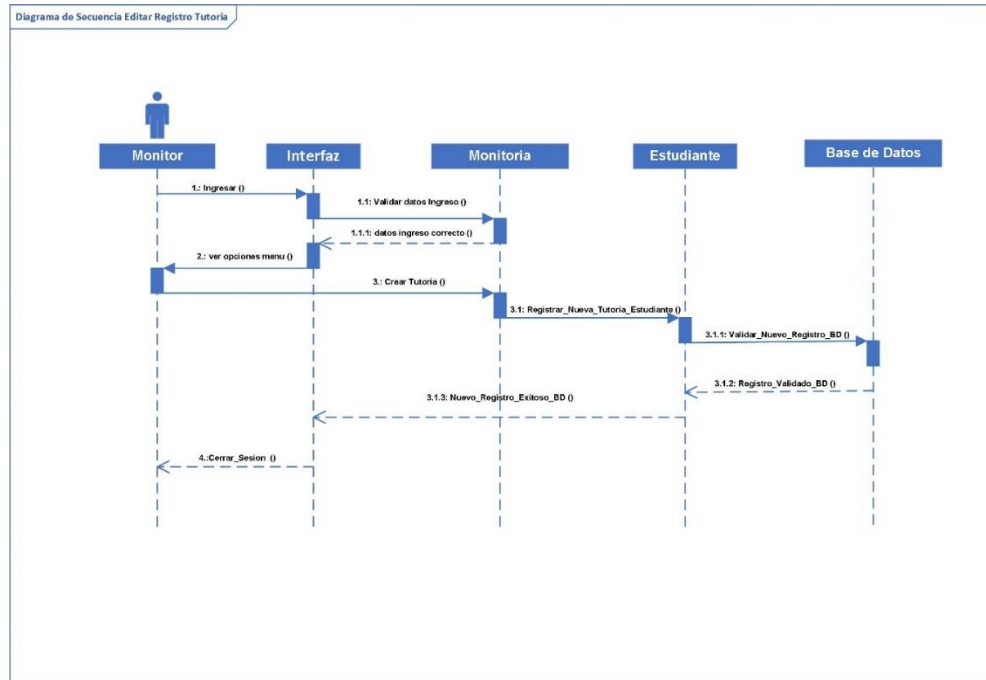 Diagrama de Secuencia Editar Registro Tutoria
Monitor
Interfaz
Monitoria
Estudiante
Base de Datos
1.: Ingresar ()
1.1: Validar datos Ingreso ()
1.1.1: datos ingreso correcto ()
2.: ver opciones menu ()
3.: Crear Tutoria ()
3.1: Registrar_Nueva_Tutoria_Estudiante ()
3.1.1: Validar_Nuevo_Registro_BD ()
3.1.2: Registro_Validado_BD ()
3.1.3: Nuevo_Registro_Exitoso_BD ()
4.:Cerrar_Sesion ()